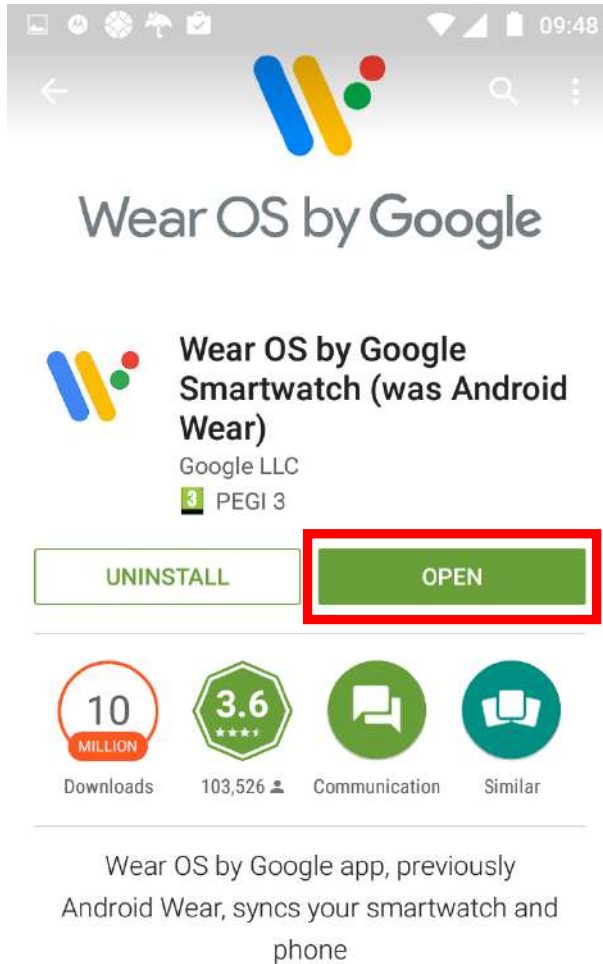 09:48
Wear OS by Google
Wear OS by Google
Smartwatch (was Android
Wear)
Google LLC
3 PEGI 3
UNINSTALL OPEN
10 3.6
MILLION
Downloads 103,526 Communication Similar
Wear OS by Google app, previously
Android Wear, syncs your smartwatch and
phone